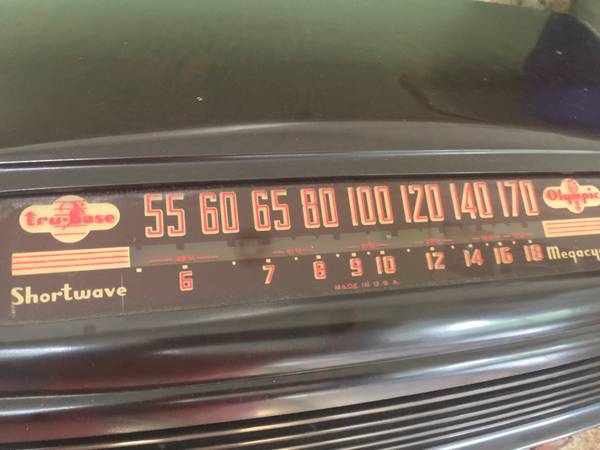 tru-base 55 60 65 80 100 120 140 170 Olympic
6 7 8 9 10 12 14 16 18
Shortwave Megacy
MADE IN U.S.A.